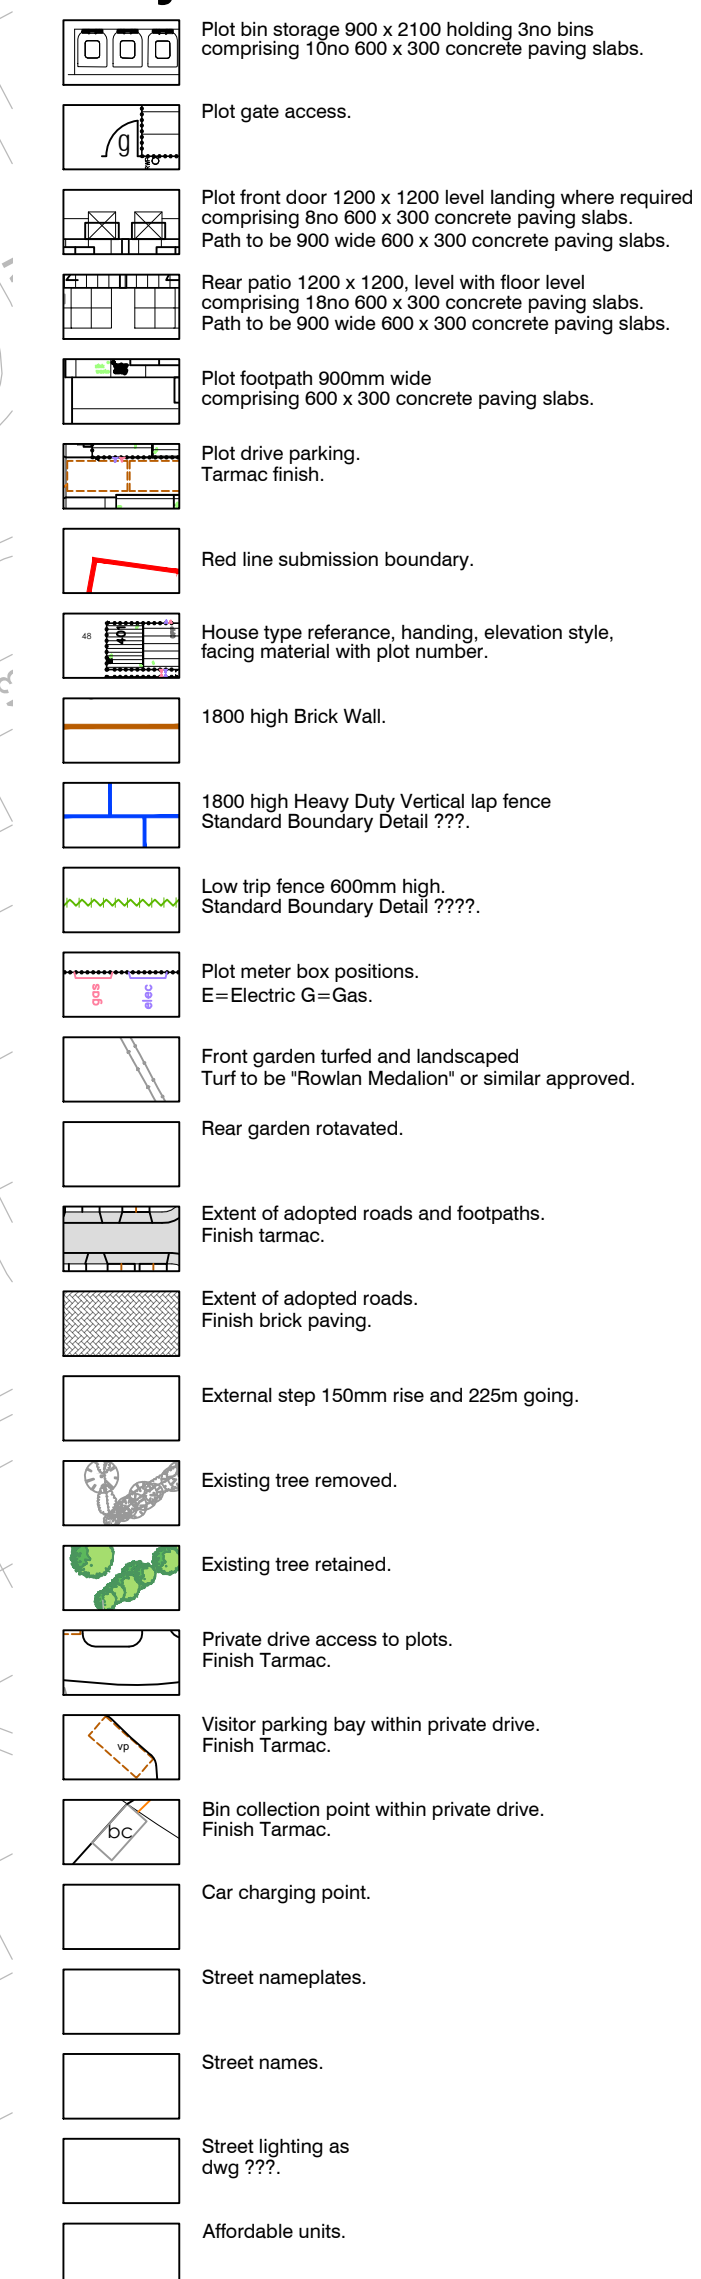 Plot bin storage 900 x 2100 holding 3no bins
comprising 10no 600 x 300 concrete paving slabs.
g
Plot gate access.
Plot front door 1200 x 1200 level landing where required
comprising 8no 600 x 300 concrete paving slabs.
Path to be 900 wide 600 x 300 concrete paving slabs.
Rear patio 1200 x 1200, level with floor level
comprising 18no 600 x 300 concrete paving slabs.
Path to be 900 wide 600 x 300 concrete paving slabs.
Plot footpath 900mm wide
comprising 600 x 300 concrete paving slabs.
Plot drive parking.
Tarmac finish.
Red line submission boundary.
48
401
House type referance, handing, elevation style,
facing material with plot number.
1800 high Brick Wall.
1800 high Heavy Duty Vertical lap fence
Standard Boundary Detail ???.
Low trip fence 600mm high.
Standard Boundary Detail ????.
gas
elec
Plot meter box positions.
E=Electric G=Gas.
Front garden turfed and landscaped
Turf to be "Rowlan Medalion" or similar approved.
Rear garden rotavated.
Extent of adopted roads and footpaths.
Finish tarmac.
Extent of adopted roads.
Finish brick paving.
External step 150mm rise and 225m going.
Existing tree removed.
Existing tree retained.
Private drive access to plots.
Finish Tarmac.
vp
Visitor parking bay within private drive.
Finish Tarmac.
bc
Bin collection point within private drive.
Finish Tarmac.
Car charging point.
Street nameplates.
Street names.
Street lighting as
dwg ???.
Affordable units.